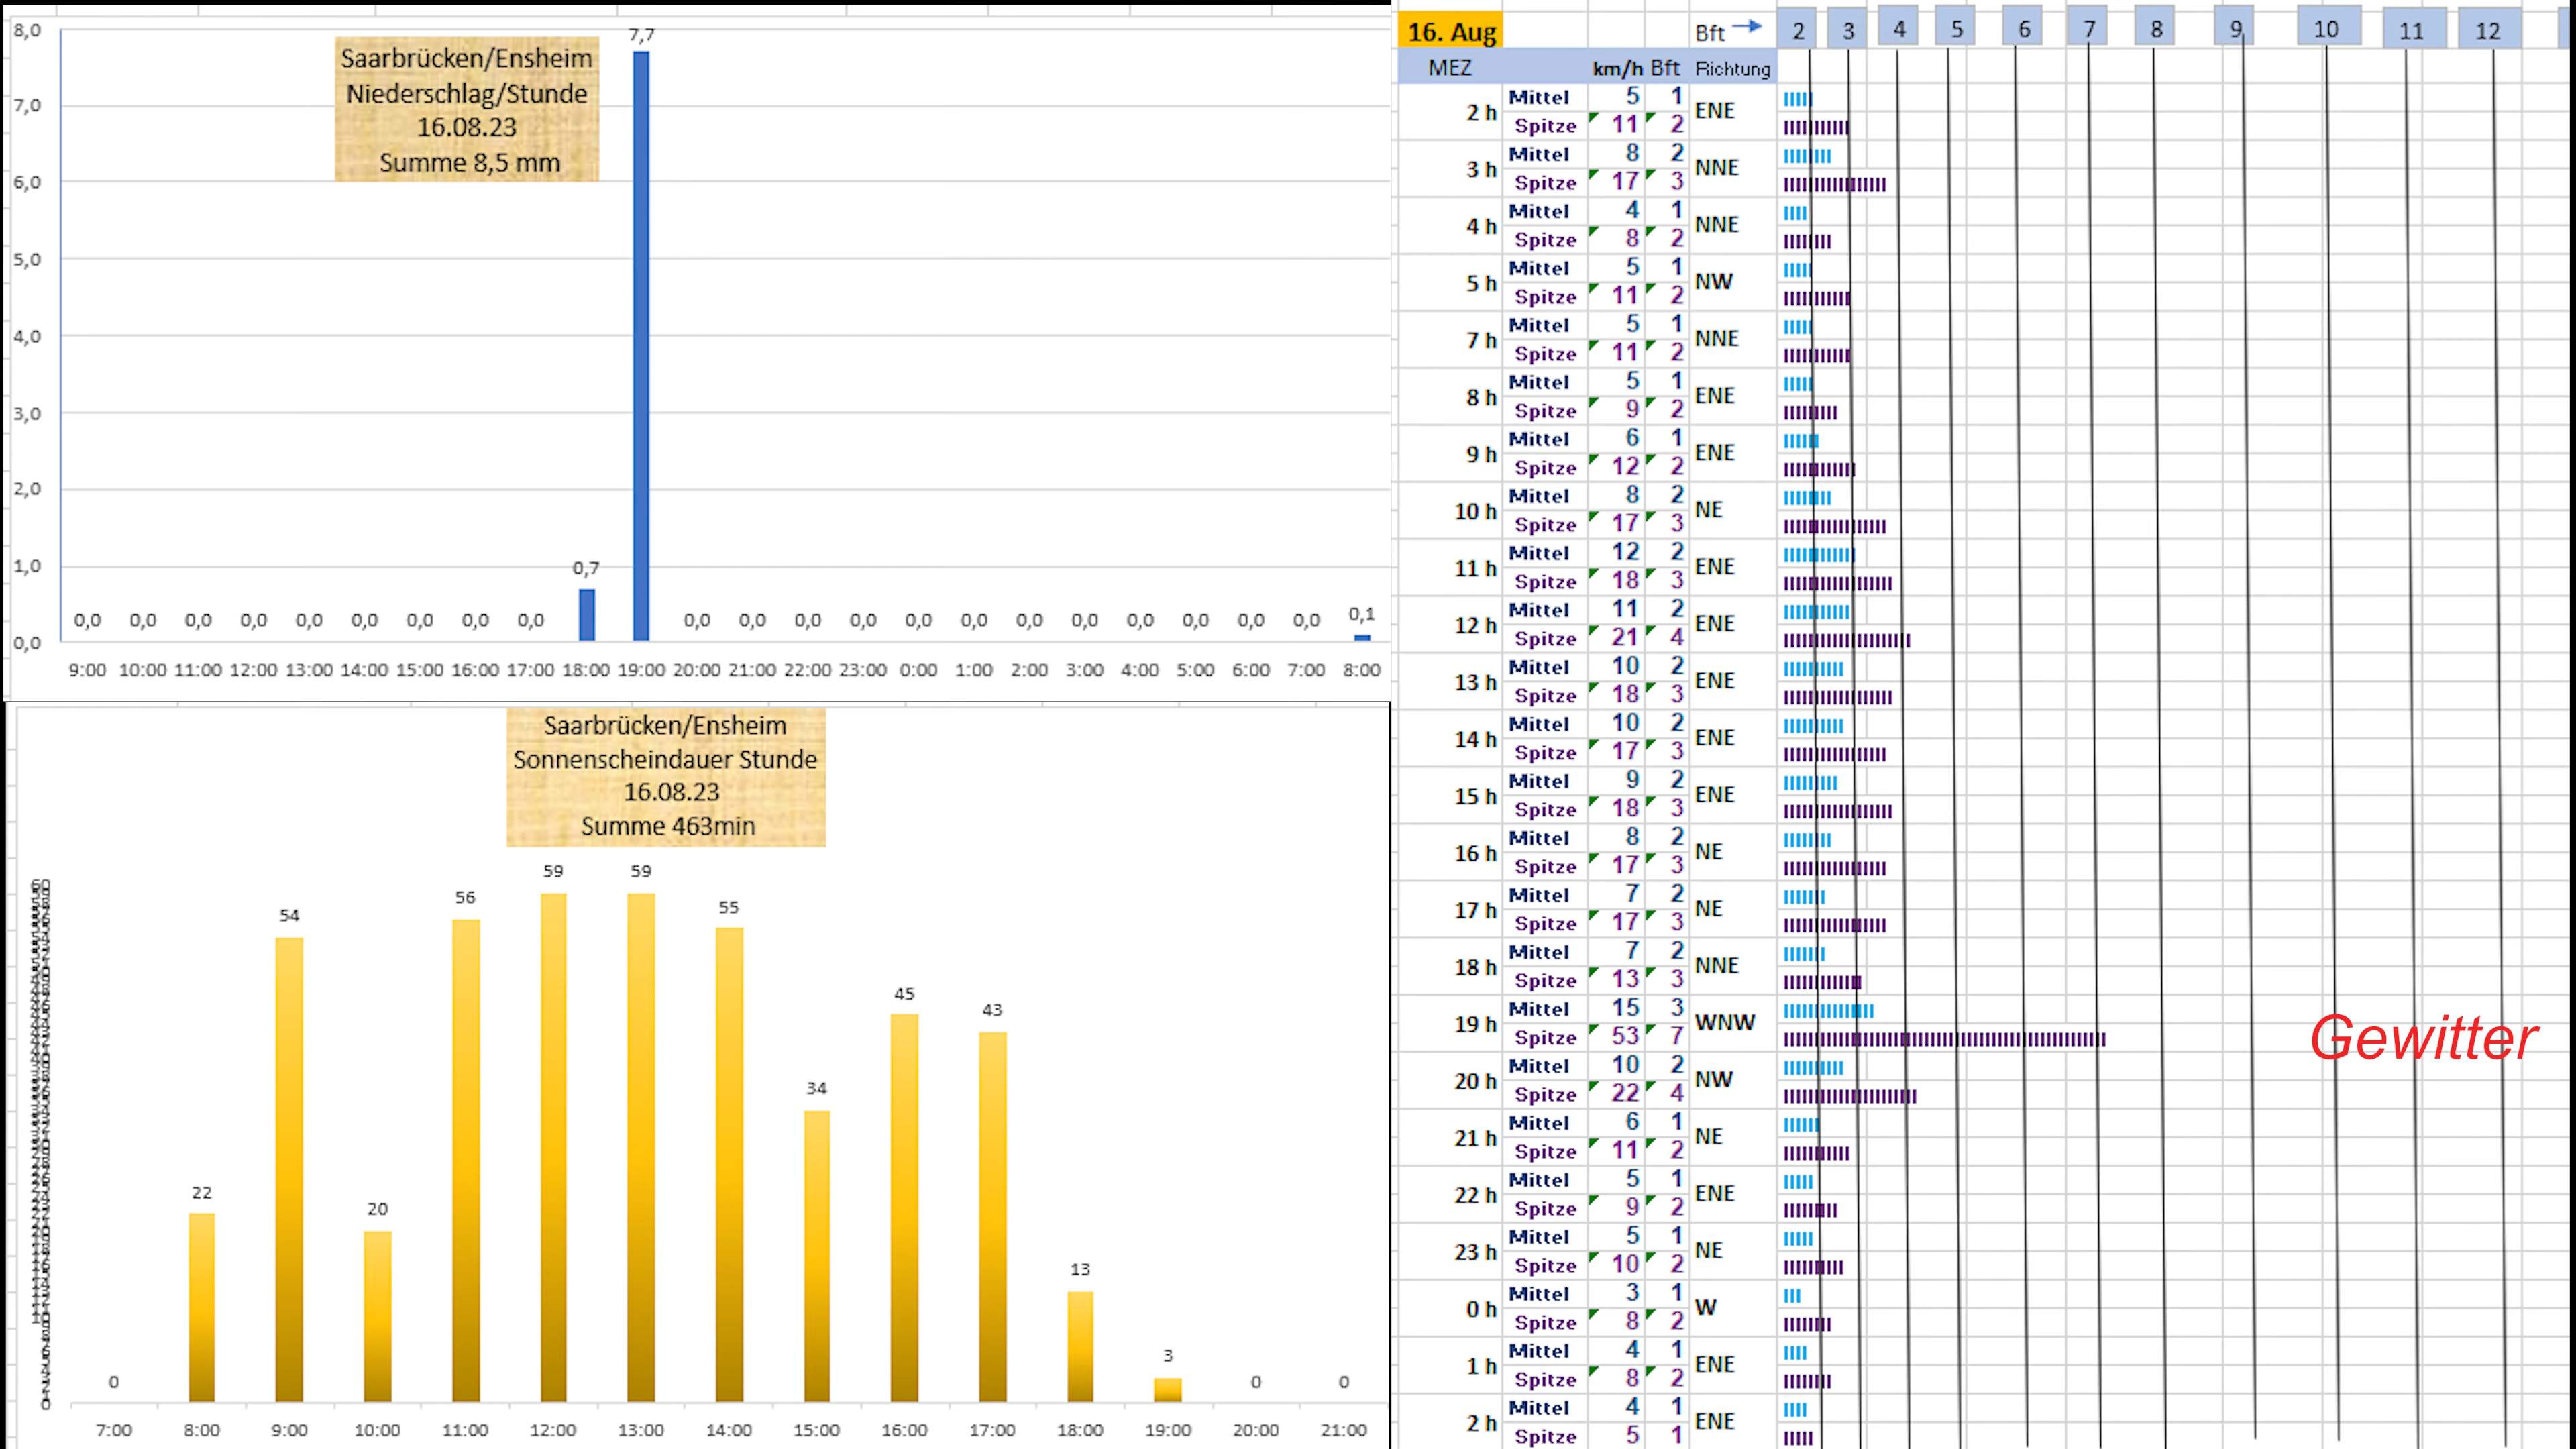 8,0
7,0
6,0
5,0
4,0
3,0
2,0
1,0
0,0
Saarbrücken/Ensheim
Niederschlag/Stunde
16.08.23
Summe 8,5 mm
0,0 0,0 0,0 0,0 0,0 0,0 0,0 0,0 0,0 0,7 7,7 0,0 0,0 0,0 0,0 0,0 0,0 0,0 0,0 0,0 0,0 0,0 0,0 0,1
9:00 10:00 11:00 12:00 13:00 14:00 15:00 16:00 17:00 18:00 19:00 20:00 21:00 22:00 23:00 0:00 1:00 2:00 3:00 4:00 5:00 6:00 7:00 8:00
Saarbrücken/Ensheim
Sonnenscheindauer Stunde
16.08.23
Summe 463min
0 22 54 20 56 59 59 55 34 45 43 13 3 0 0
7:00 8:00 9:00 10:00 11:00 12:00 13:00 14:00 15:00 16:00 17:00 18:00 19:00 20:00 21:00
16. Aug Bft 2 3 4 5 6 7 8 9 10 11 12
MEZ km/h Bft Richtung
2 h Mittel 5 1 ENE
Spitze 11 2
3 h Mittel 8 2 NNE
Spitze 17 3
4 h Mittel 4 1 NNE
Spitze 8 2
5 h Mittel 5 1 NW
Spitze 11 2
7 h Mittel 5 1 NNE
Spitze 11 2
8 h Mittel 5 1 ENE
Spitze 9 2
9 h Mittel 6 1 ENE
Spitze 12 2
10 h Mittel 8 2 NE
Spitze 17 3
11 h Mittel 12 2 ENE
Spitze 18 3
12 h Mittel 11 2 ENE
Spitze 21 4
13 h Mittel 10 2 ENE
Spitze 18 3
14 h Mittel 10 2 ENE
Spitze 17 3
15 h Mittel 9 2 ENE
Spitze 18 3
16 h Mittel 8 2 NE
Spitze 17 3
17 h Mittel 7 2 NE
Spitze 17 3
18 h Mittel 7 2 NNE
Spitze 13 3
19 h Mittel 15 3 WNW
Spitze 53 7
Gewitter
20 h Mittel 10 2 NW
Spitze 22 4
21 h Mittel 6 1 NE
Spitze 11 2
22 h Mittel 5 1 ENE
Spitze 9 2
23 h Mittel 5 1 NE
Spitze 10 2
0 h Mittel 3 1 W
Spitze 8 2
1 h Mittel 4 1 ENE
Spitze 8 2
2 h Mittel 4 1 ENE
Spitze 5 1